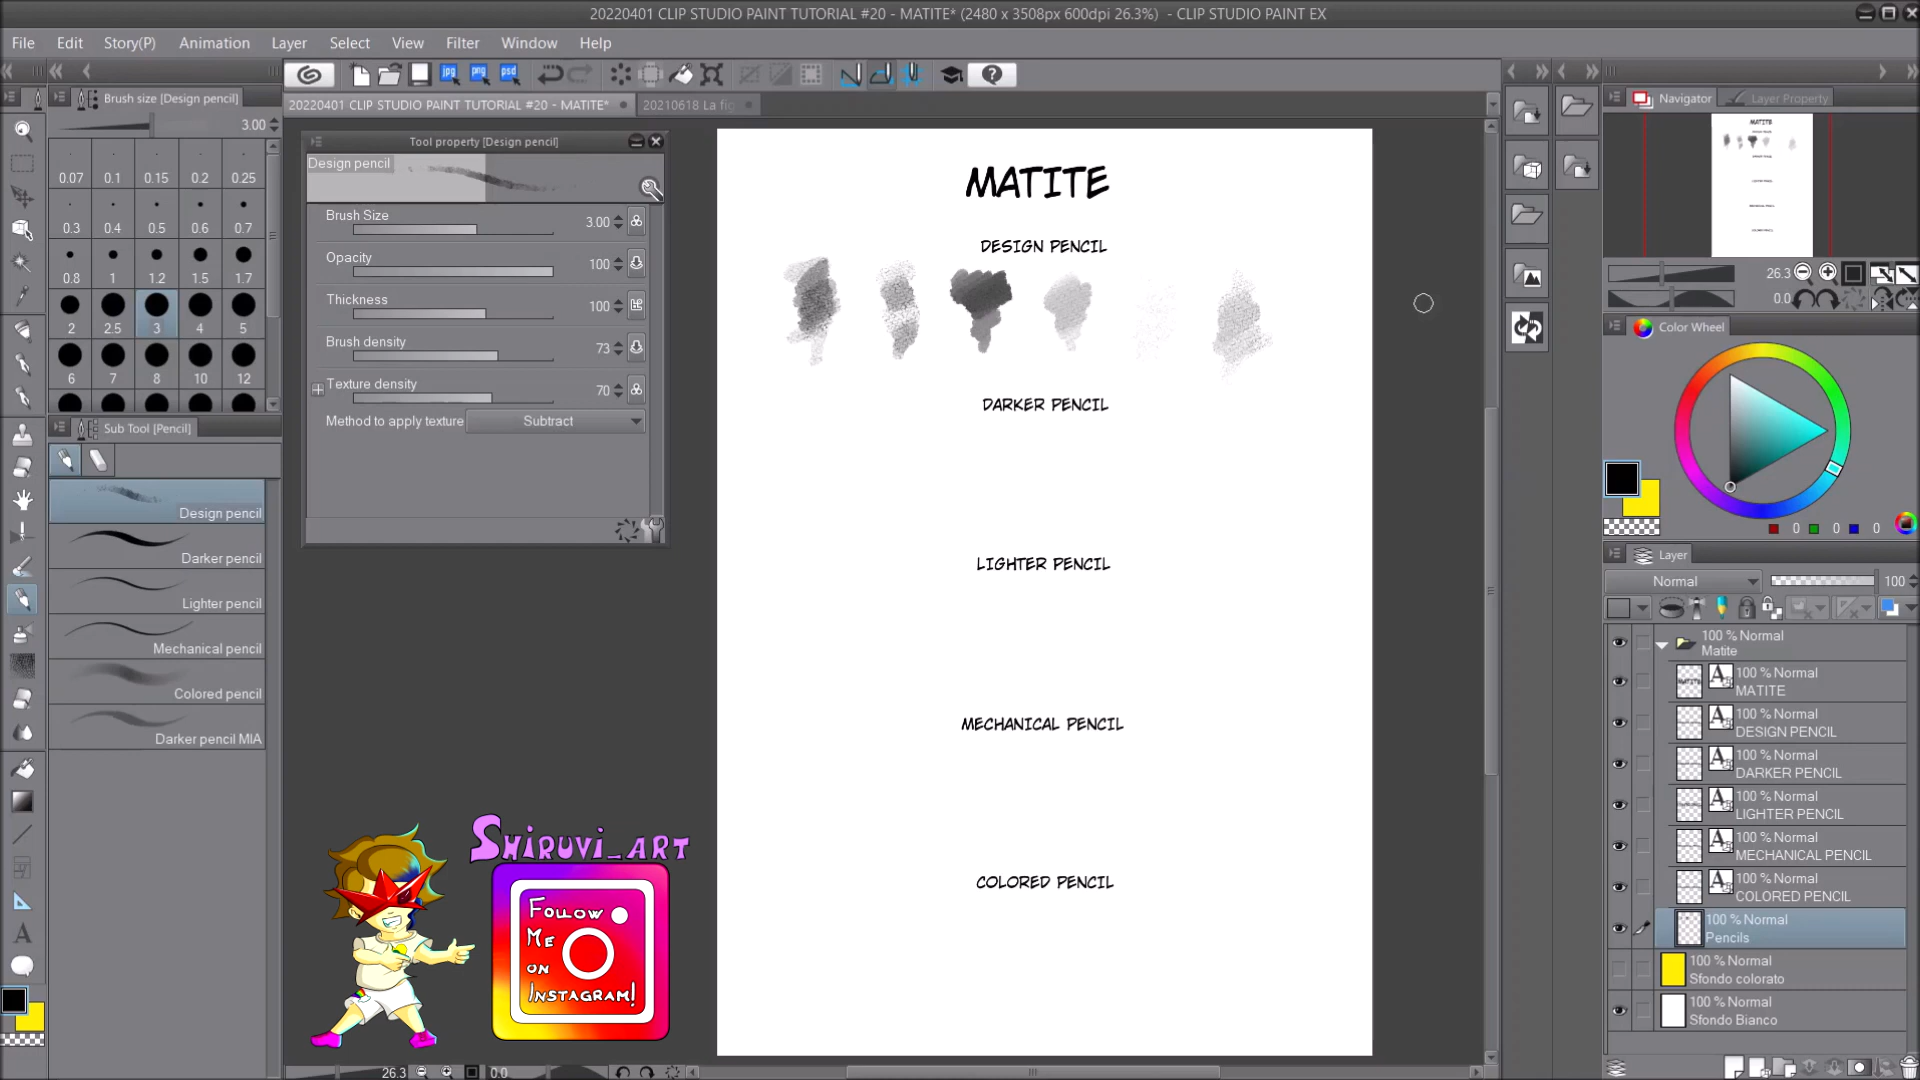 20220401 CLIP STUDIO PAINT TUTORIAL #20 - MATITE* (2480 x 3508px 600dpi 26.3%) - CLIP STUDIO PAINT EX
File Edit Story(P) Animation Layer Select View Filter Window Help
jpg png psd ?
Brush size [Design pencil]
3.00
0.07 0.1 0.15 0.2 0.25
0.3 0.4 0.5 0.6 0.7
0.8 1 1.2 1.5 1.7
2 2.5 3 4 5
6 7 8 10 12
Sub Tool [Pencil]
Design pencil
Darker pencil
Lighter pencil
Mechanical pencil
Colored pencil
Darker pencil MIA
20220401 CLIP STUDIO PAINT TUTORIAL #20 - MATITE* 20210618 La fig
Tool property [Design pencil]
Design pencil
Brush Size 3.00
Opacity 100
Thickness 100
Brush density 73
Texture density 70
Method to apply texture Subtract
MATITE
DESIGN PENCIL
DARKER PENCIL
LIGHTER PENCIL
MECHANICAL PENCIL
COLORED PENCIL
SHIRUVI_ART
FOLLOW
ME
ON
INSTAGRAM!
26.3 0.0
Navigator Layer Property
MATITE
26.3
0.0
Color Wheel
0 0 0
Layer
Normal 100
100 % Normal
Matite
100 % Normal
MATITE
100 % Normal
DESIGN PENCIL
100 % Normal
DARKER PENCIL
100 % Normal
LIGHTER PENCIL
100 % Normal
MECHANICAL PENCIL
100 % Normal
COLORED PENCIL
100 % Normal
Pencils
100 % Normal
Sfondo colorato
100 % Normal
Sfondo Bianco